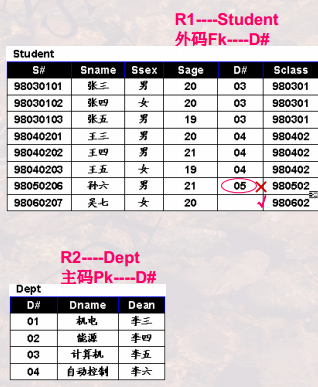 R1----Student
外码Fk----D#
Student
S# Sname Ssex Sage D# Sclass
98030101 张三 男 20 03 980301
98030102 张四 女 20 03 980301
98030103 张五 男 19 03 980301
98040201 王三 男 20 04 980402
98040202 王四 男 21 04 980402
98040203 王五 女 19 04 980402
98050206 孙六 男 21 05 980502
98060207 吴七 女 20 980602
R2----Dept
主码Pk----D#
Dept
D# Dname Dean
01 机电 李三
02 能源 李四
03 计算机 李五
04 自动控制 李六